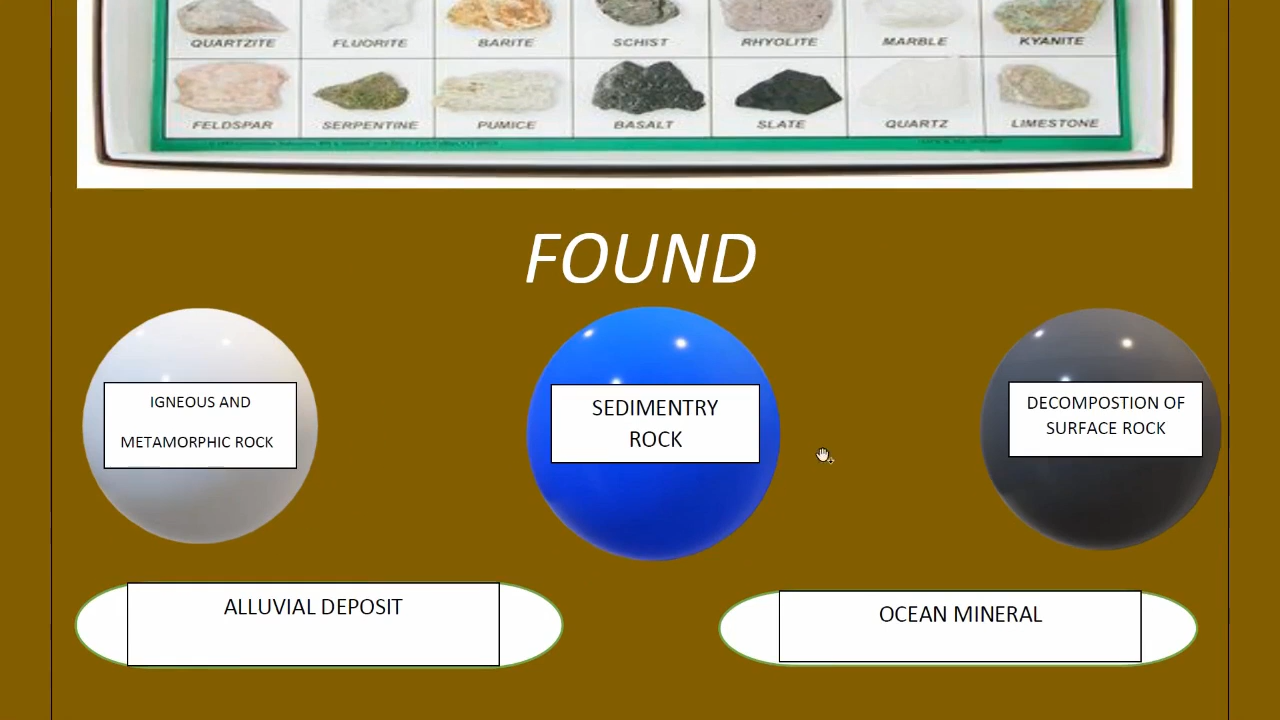 QUARTZITE FLUORITE BARITE SCHIST RHYOLITE MARBLE KYANITE
FELDSPAR SERPENTINE PUMICE BASALT SLATE QUARTZ LIMESTONE
FOUND
IGNEOUS AND
METAMORPHIC ROCK
SEDIMENTRY
ROCK
DECOMPOSTION OF
SURFACE ROCK
ALLUVIAL DEPOSIT
OCEAN MINERAL